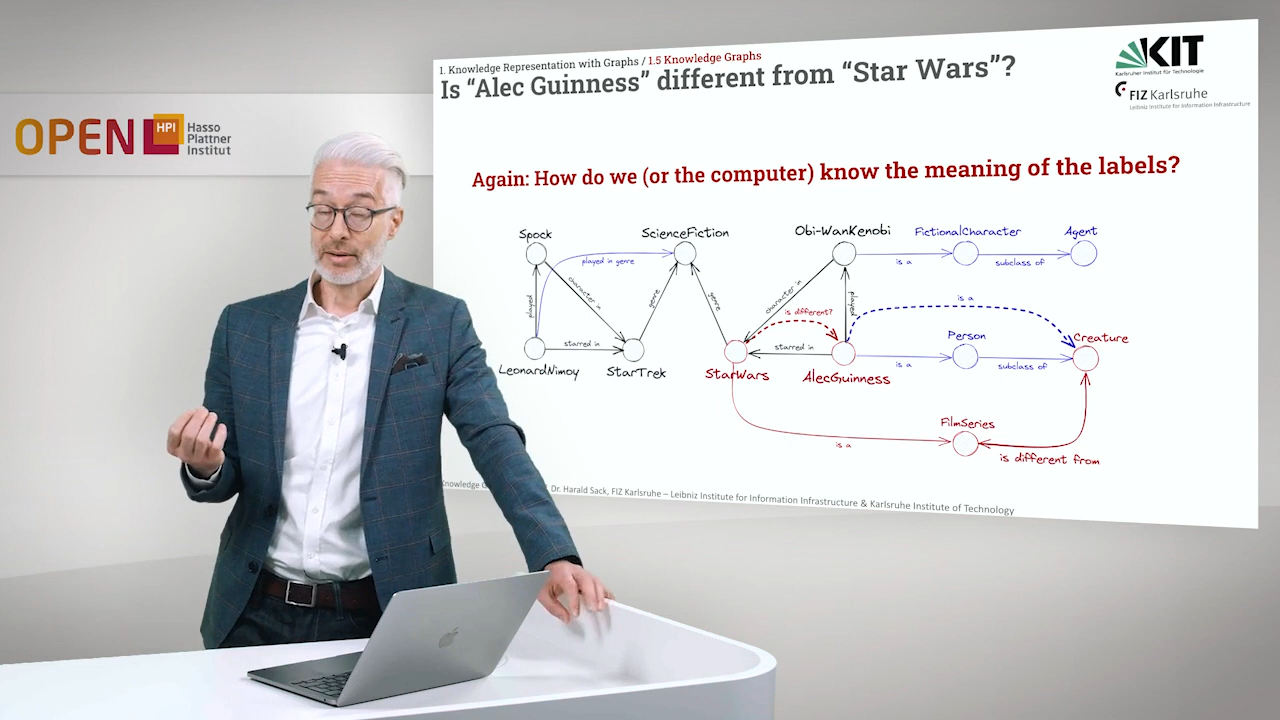 OPEN HPI Hasso
Plattner
Institut
1. Knowledge Representation with Graphs / 1.5 Knowledge Graphs
Is “Alec Guinness” different from “Star Wars”?
KIT
Karlsruher Institut für Technologie
FIZ Karlsruhe
Leibniz Institute for Information Infrastructure
Again: How do we (or the computer) know the meaning of the labels?
Spock
ScienceFiction
Obi-WanKenobi
FictionalCharacter
Agent
played in genre
is a
subclass of
played
character in
genre
genre
character in
played
is a
is different?
starred in
starred in
Person
Creature
is a
subclass of
LeonardNimoy
StarTrek
StarWars
AlecGuinness
FilmSeries
is a
is different from
Knowledge
Dr. Harald Sack, FIZ Karlsruhe – Leibniz Institute for Information Infrastructure & Karlsruhe Institute of Technology